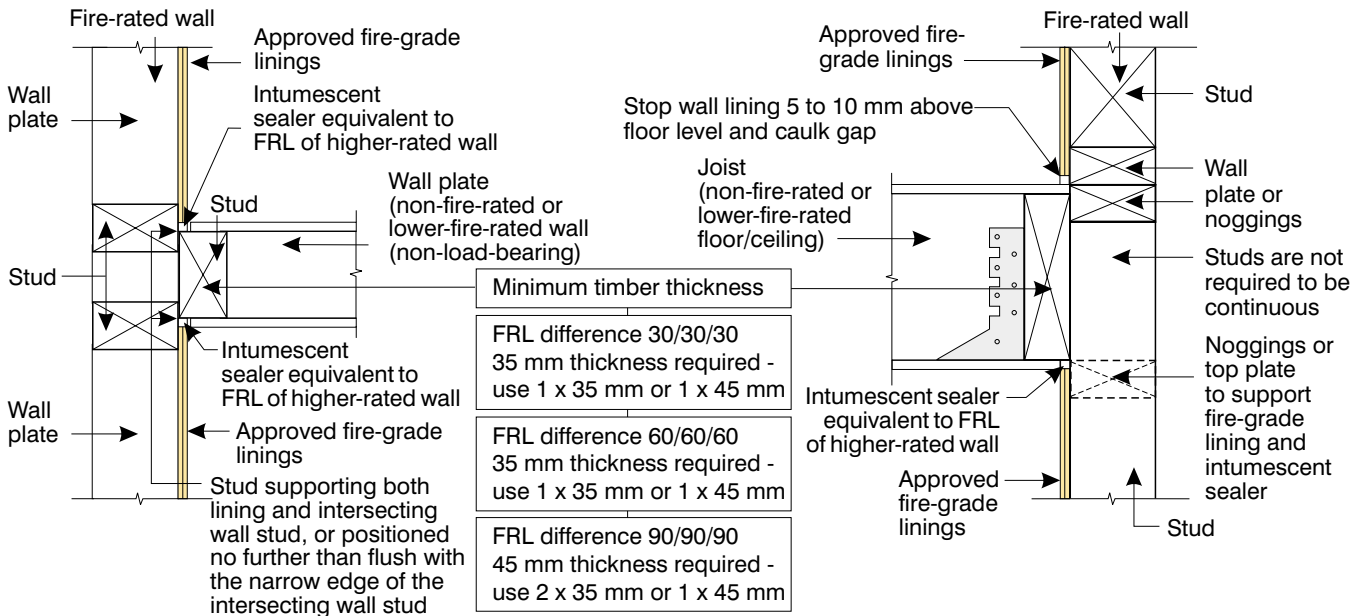 Fire-rated wall
Approved fire-grade
linings
Wall
plate
Intumescent
sealer equivalent to
FRL of higher-rated wall
Stud
Wall plate
(non-fire-rated or
lower-fire-rated wall
(non-load-bearing)
Stud
Intumescent
sealer equivalent to
FRL of higher-rated wall
Wall
plate
Approved fire-grade
linings
Stud supporting both
lining and intersecting
wall stud, or positioned
no further than flush with
the narrow edge of the
intersecting wall stud
Minimum timber thickness
FRL difference 30/30/30
35 mm thickness required -
use 1 x 35 mm or 1 x 45 mm
FRL difference 60/60/60
35 mm thickness required -
use 1 x 35 mm or 1 x 45 mm
FRL difference 90/90/90
45 mm thickness required -
use 2 x 35 mm or 1 x 45 mm
Fire-rated wall
Approved fire-
grade linings
Stud
Stop wall lining 5 to 10 mm above
floor level and caulk gap
Joist
(non-fire-rated or
lower-fire-rated
floor/ceiling)
Wall
plate or
noggings
Studs are not
required to be
continuous
Noggings or
top plate
to support
fire-grade
lining and
intumescent
sealer
Intumescent sealer
equivalent to FRL
of higher-rated wall
Approved
fire-grade
linings
Stud